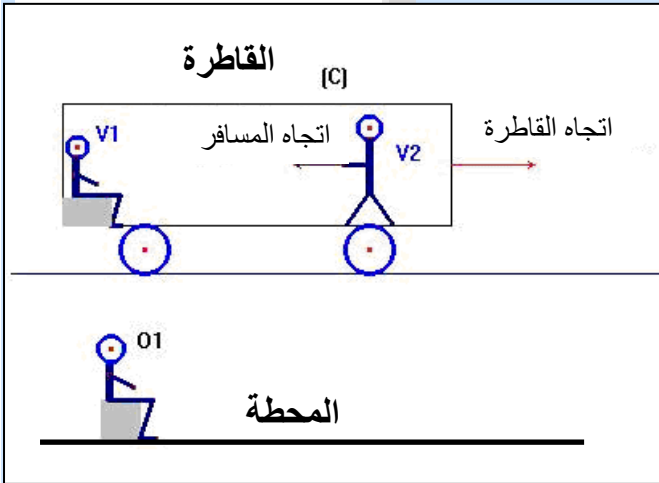 القاطرة
(C)
V1
اتجاه المسافر
V2
اتجاه القاطرة
O1
المحطة